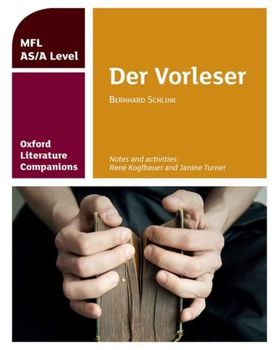 MFL
AS/A Level
Der Vorleser
BERNHARD SCHLINK
Oxford
Literature
Companions
Notes and activities:
René Koglbauer and Janine Turner